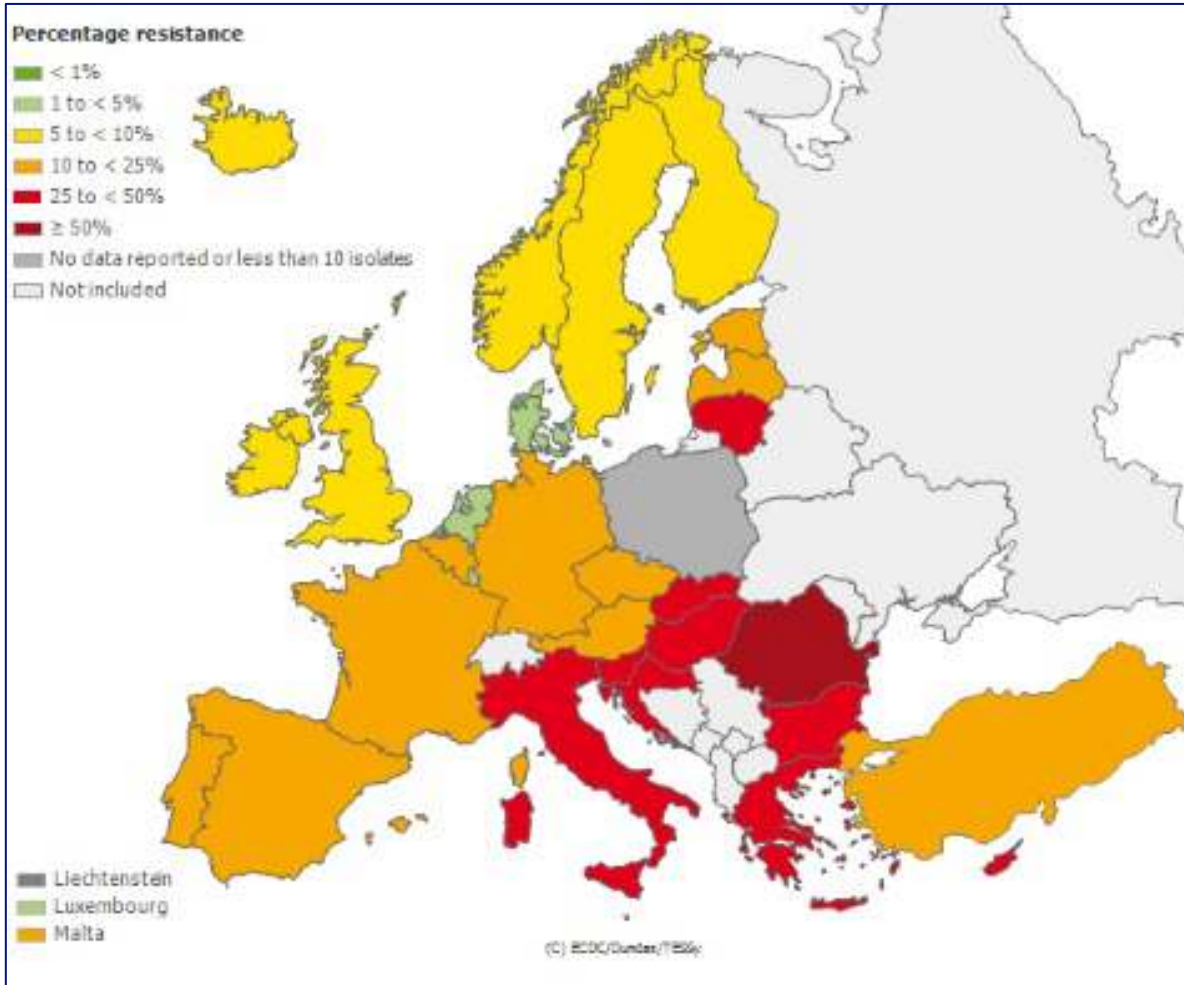 Percentage resistance
< 1%
1 to < 5%
5 to < 10%
10 to < 25%
25 to < 50%
≥ 50%
No data reported or less than 10 isolates
Not included
Liechtenstein
Luxembourg
Malta
(C) ECDC/Dundas/TESSy